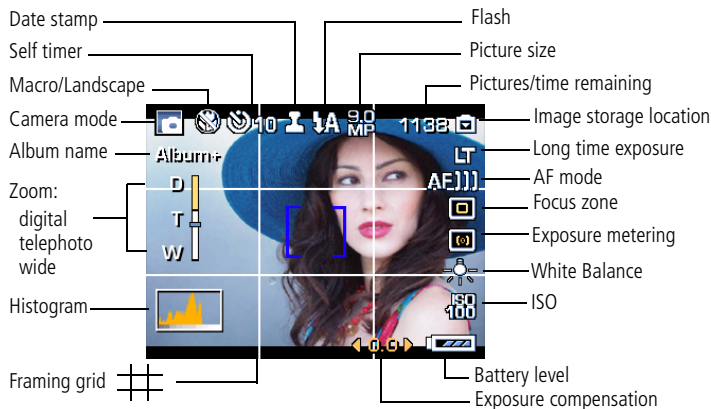 Date stamp
Self timer
Macro/Landscape
Camera mode
Album name
Zoom:
digital
telephoto
wide
Histogram
Framing grid
Flash
Picture size
Pictures/time remaining
Image storage location
Long time exposure
AF mode
Focus zone
Exposure metering
White Balance
ISO
Battery level
Exposure compensation
10
A
9.0
MP
1138
Album+
LT
AF
D
T
W
ISO
100
0.0